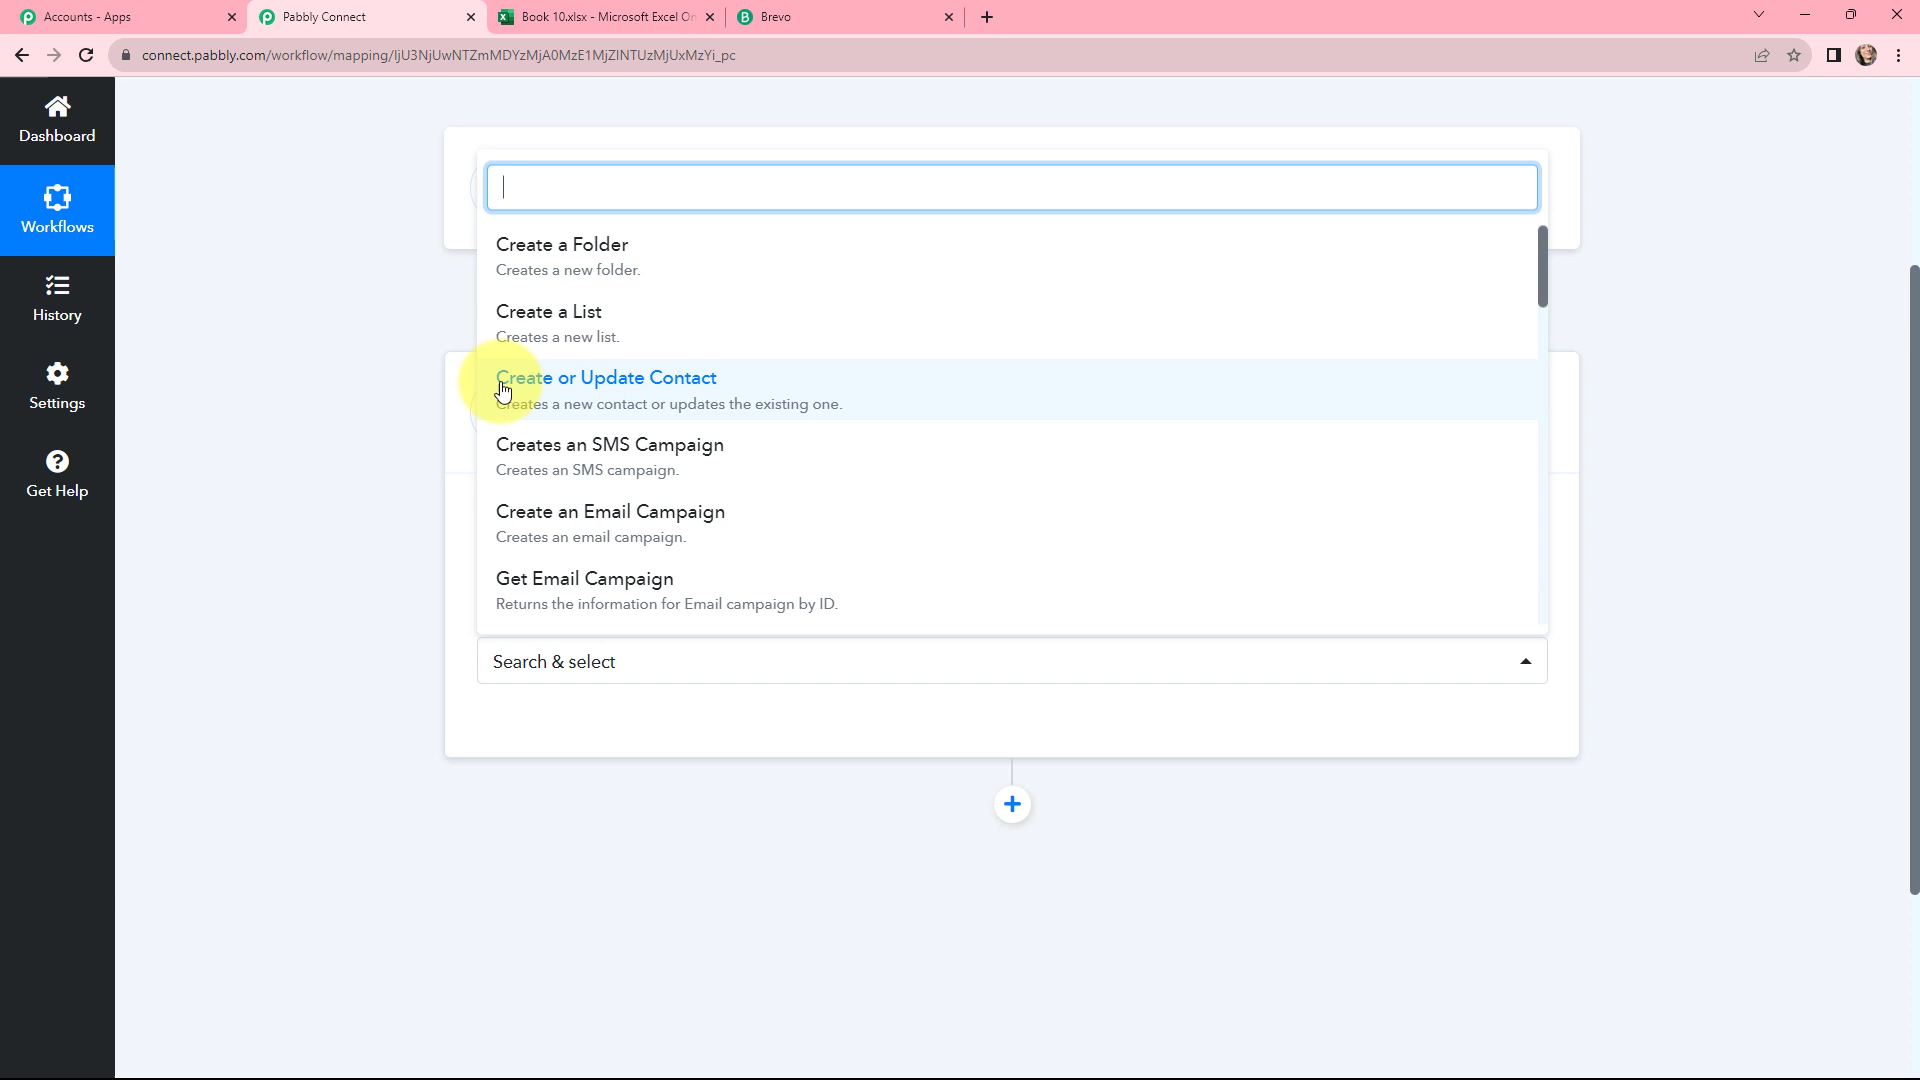 Accounts - Apps
Pabbly Connect
Book 10.xlsx - Microsoft Excel On
Brevo
connect.pabbly.com/workflow/mapping/IjU3NjUwNTZmMDYzMjA0MzE1MjZlNTUzMjUxMzYi_pc
Dashboard
Workflows
History
Settings
Get Help
Create a Folder
Creates a new folder.
Create a List
Creates a new list.
Create or Update Contact
Creates a new contact or updates the existing one.
Creates an SMS Campaign
Creates an SMS campaign.
Create an Email Campaign
Creates an email campaign.
Get Email Campaign
Returns the information for Email campaign by ID.
Search & select